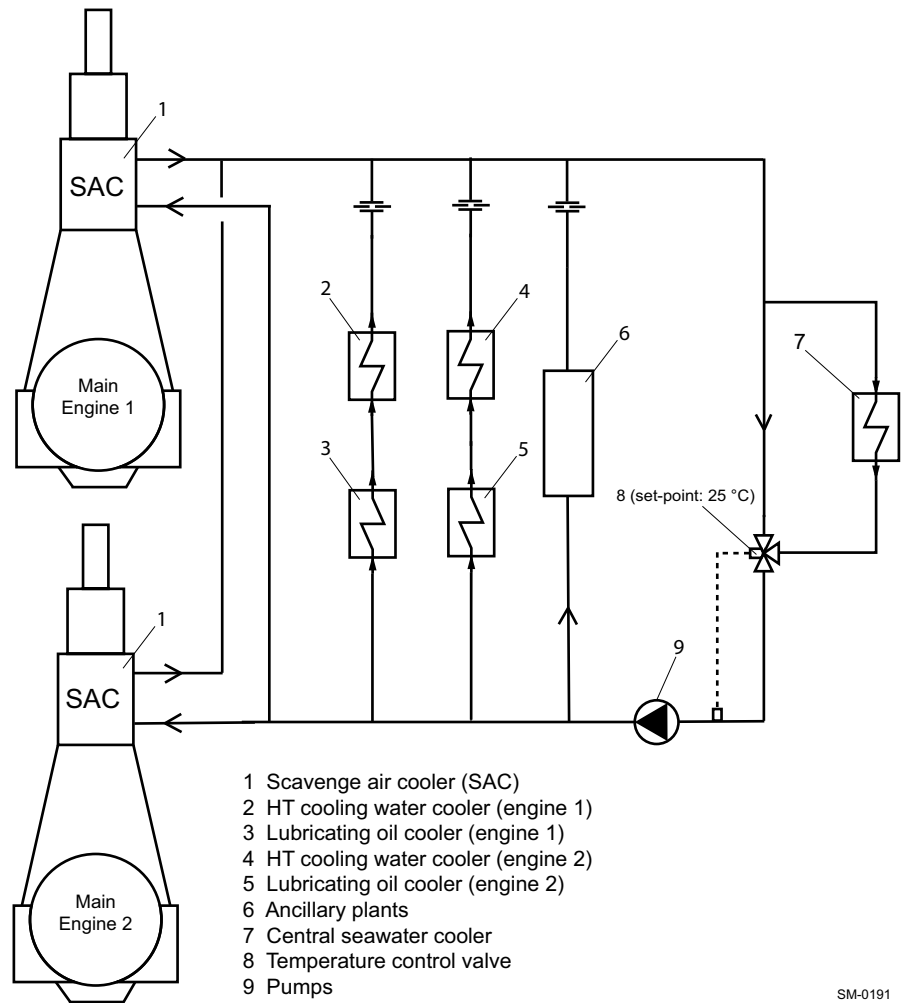 1
SAC
2
4
6
7
Main
Engine 1
3
5
8 (set-point: 25 °C)
1
9
SAC
1 Scavenge air cooler (SAC)
2 HT cooling water cooler (engine 1)
3 Lubricating oil cooler (engine 1)
4 HT cooling water cooler (engine 2)
5 Lubricating oil cooler (engine 2)
6 Ancillary plants
7 Central seawater cooler
8 Temperature control valve
9 Pumps
Main
Engine 2
SM-0191